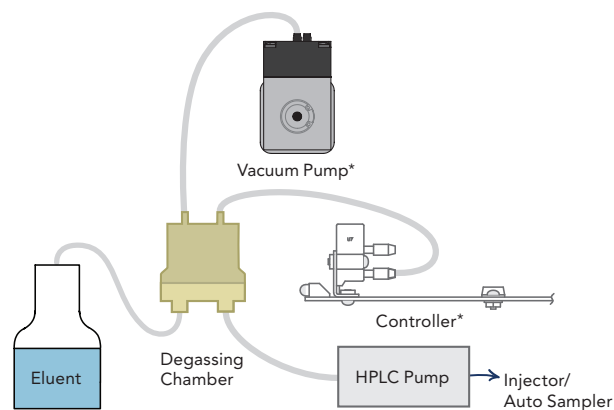 Vacuum Pump*
Controller*
Degassing
Chamber
Eluent
HPLC Pump
Injector/
Auto Sampler